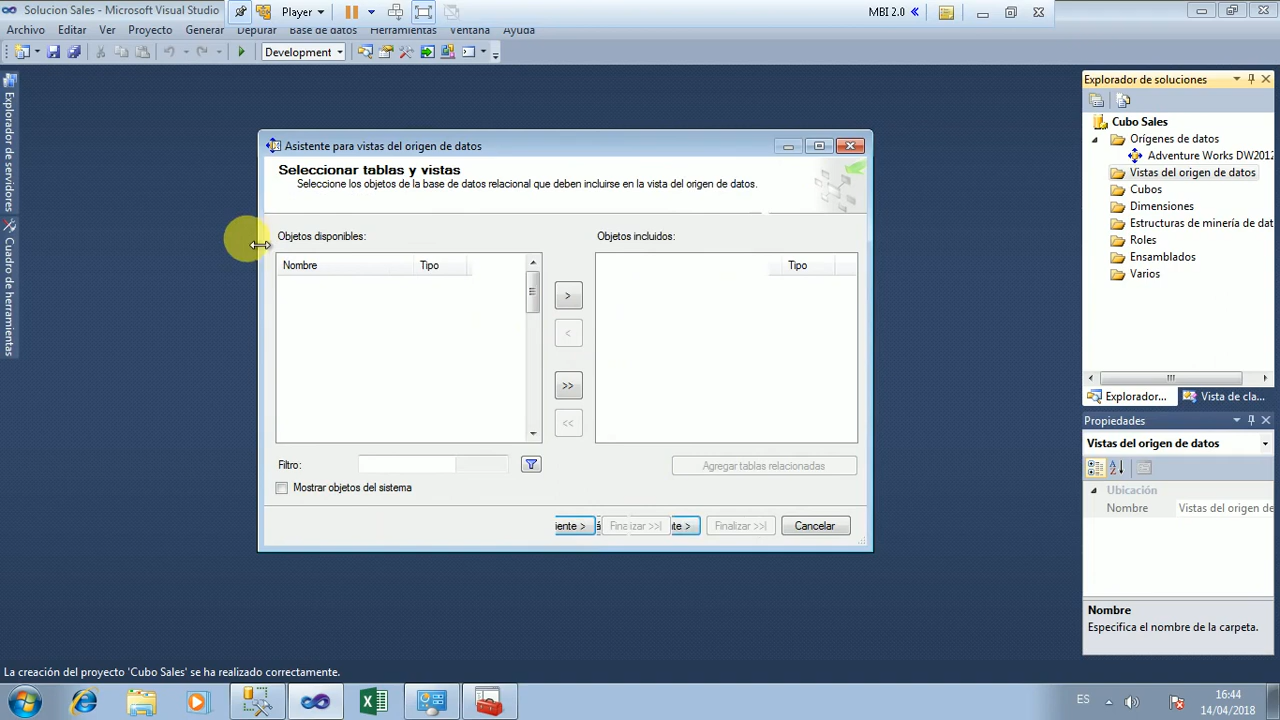 Solucion Sales - Microsoft Visual Studio
Player
MBI 2.0
Archivo Editar Ver Proyecto Generar Depurar Base de datos Herramientas Ventana Ayuda
Development
Explorador de servidores
Cuadro de herramientas
Asistente para vistas del origen de datos
Seleccionar tablas y vistas
Seleccione los objetos de la base de datos relacional que deben incluirse en la vista del origen de datos.
Objetos disponibles:
Nombre Tipo
>
<
>>
<<
Objetos incluidos:
Tipo
Filtro:
Agregar tablas relacionadas
Mostrar objetos del sistema
iente > Finalizar >>| te > Finalizar >>| Cancelar
Explorador de soluciones
Cubo Sales
Orígenes de datos
Adventure Works DW2012
Vistas del origen de datos
Cubos
Dimensiones
Estructuras de minería de dat
Roles
Ensamblados
Varios
Explorador... Vista de cla...
Propiedades
Vistas del origen de datos
Ubicación
Nombre Vistas del origen de
Nombre
Especifica el nombre de la carpeta.
La creación del proyecto 'Cubo Sales' se ha realizado correctamente.
ES
16:44
14/04/2018